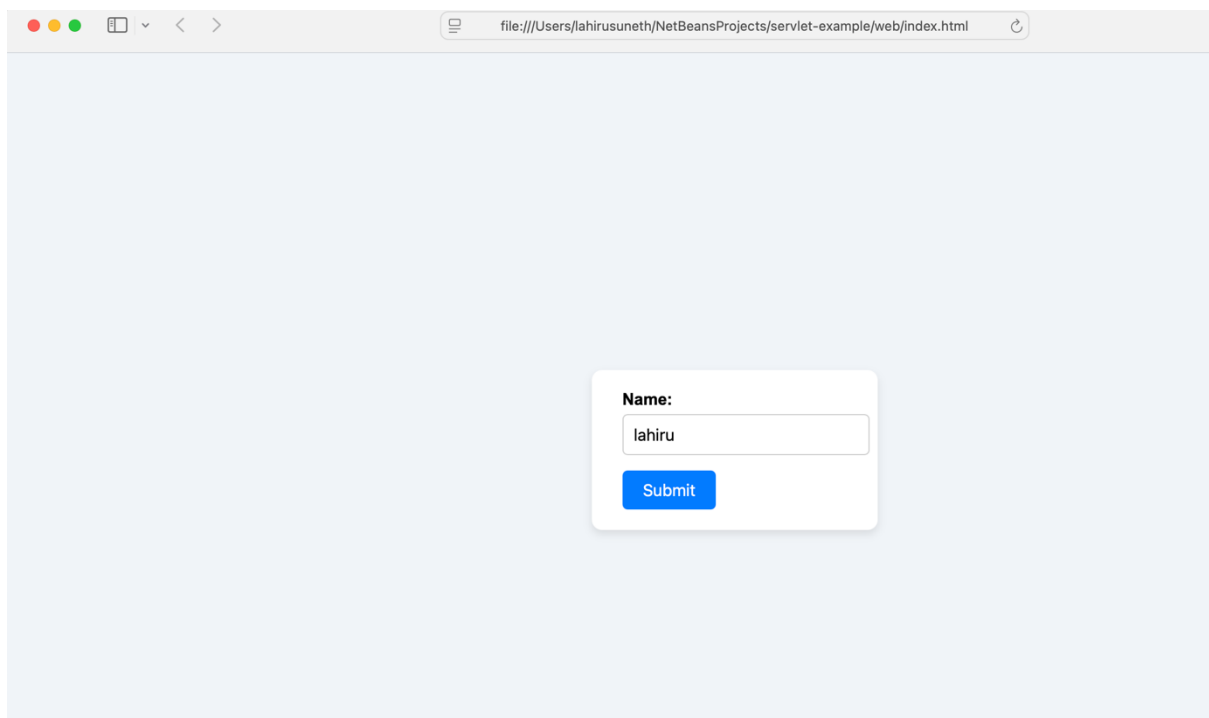 file:///Users/lahirusuneth/NetBeansProjects/servlet-example/web/index.html
Name:
lahiru
Submit